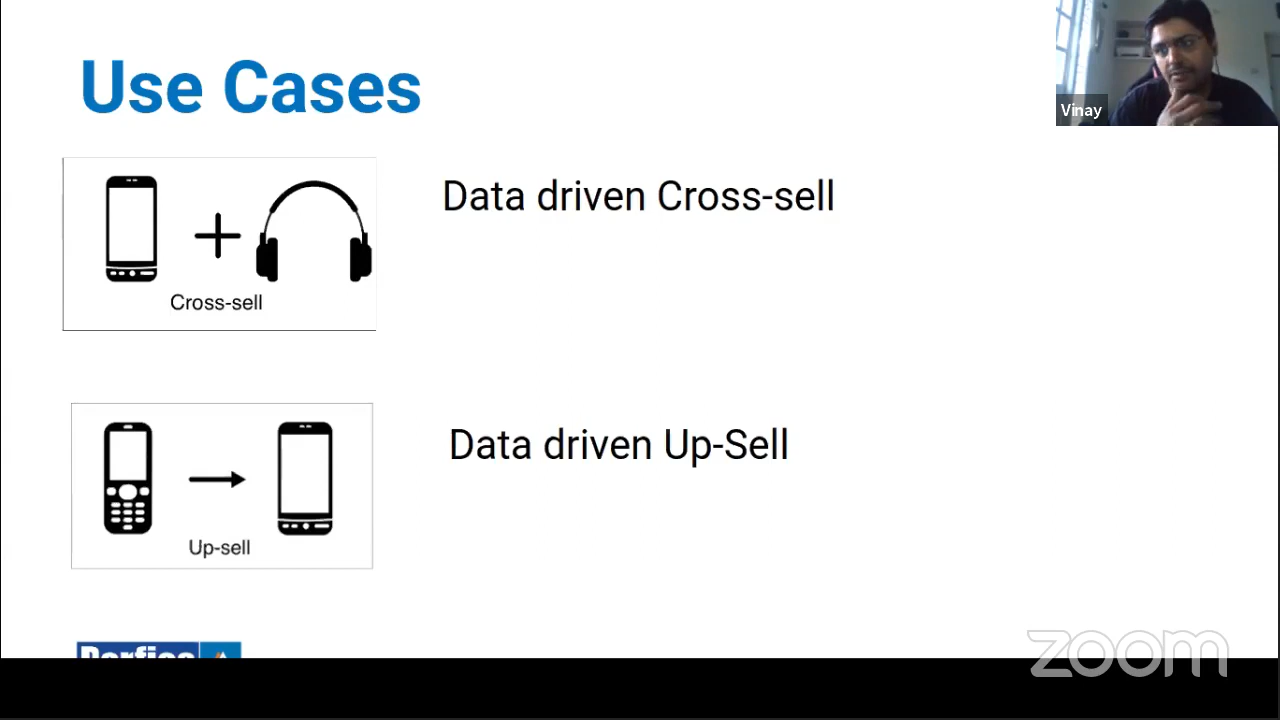 Use Cases
Vinay
Data driven Cross-sell
Cross-sell
Data driven Up-Sell
Up-sell
zoom